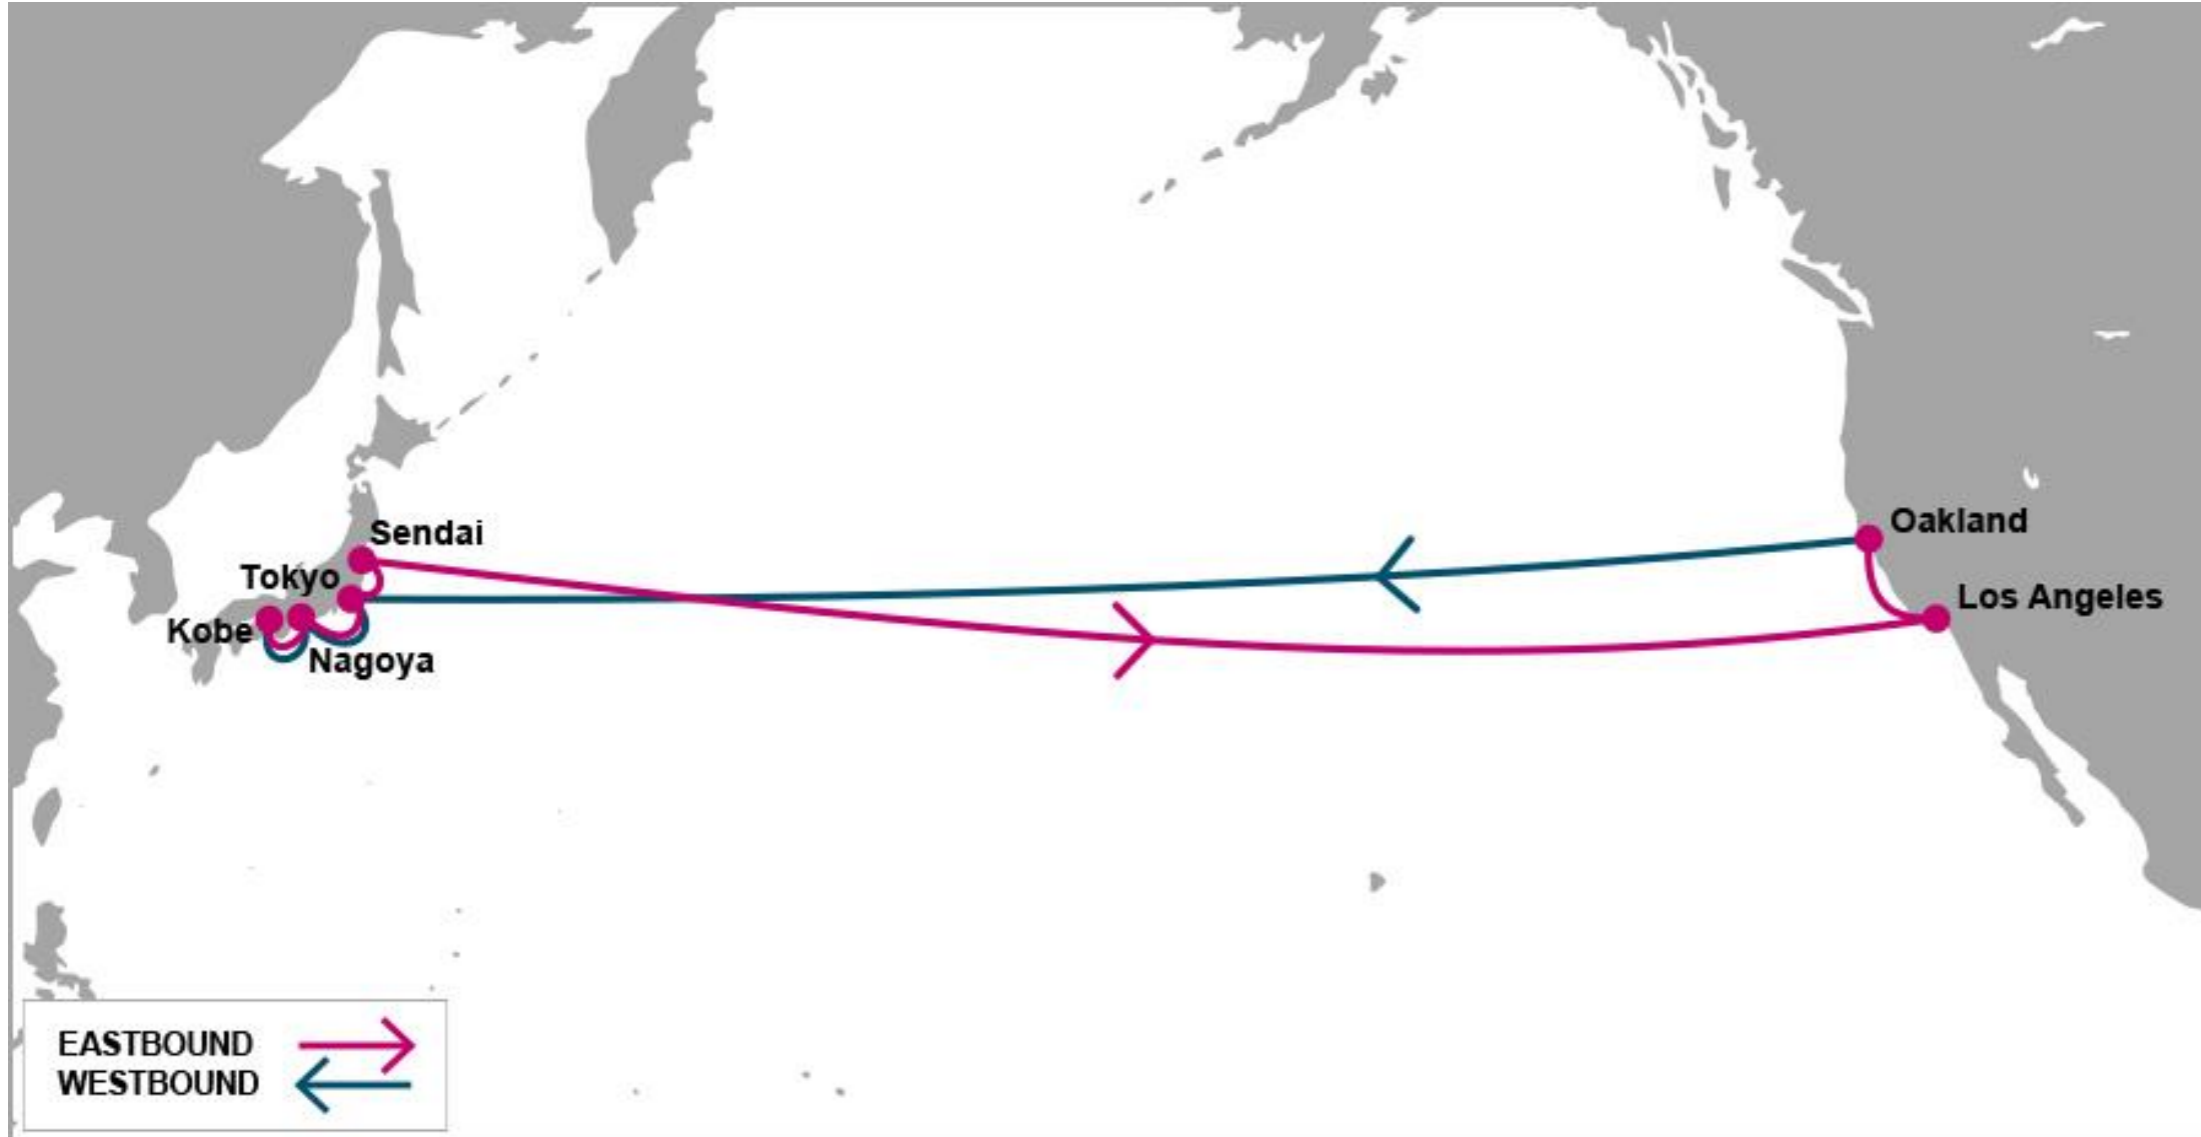 Sendai
Oakland
Tokyo
Los Angeles
Kobe
Nagoya
EASTBOUND
WESTBOUND